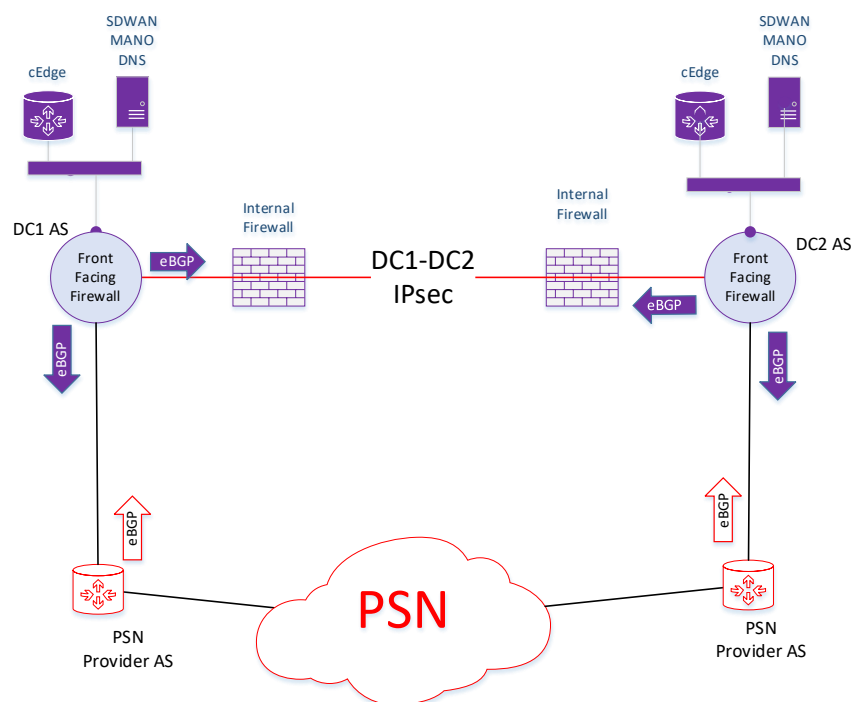 SDWAN
MANO
DNS
cEdge
SDWAN
MANO
DNS
cEdge
Internal
Firewall
Internal
Firewall
DC1 AS
DC2 AS
Front
Facing
Firewall
eBGP
DC1-DC2
IPsec
eBGP
Front
Facing
Firewall
eBGP
eBGP
eBGP
eBGP
PSN
PSN
Provider AS
PSN
Provider AS